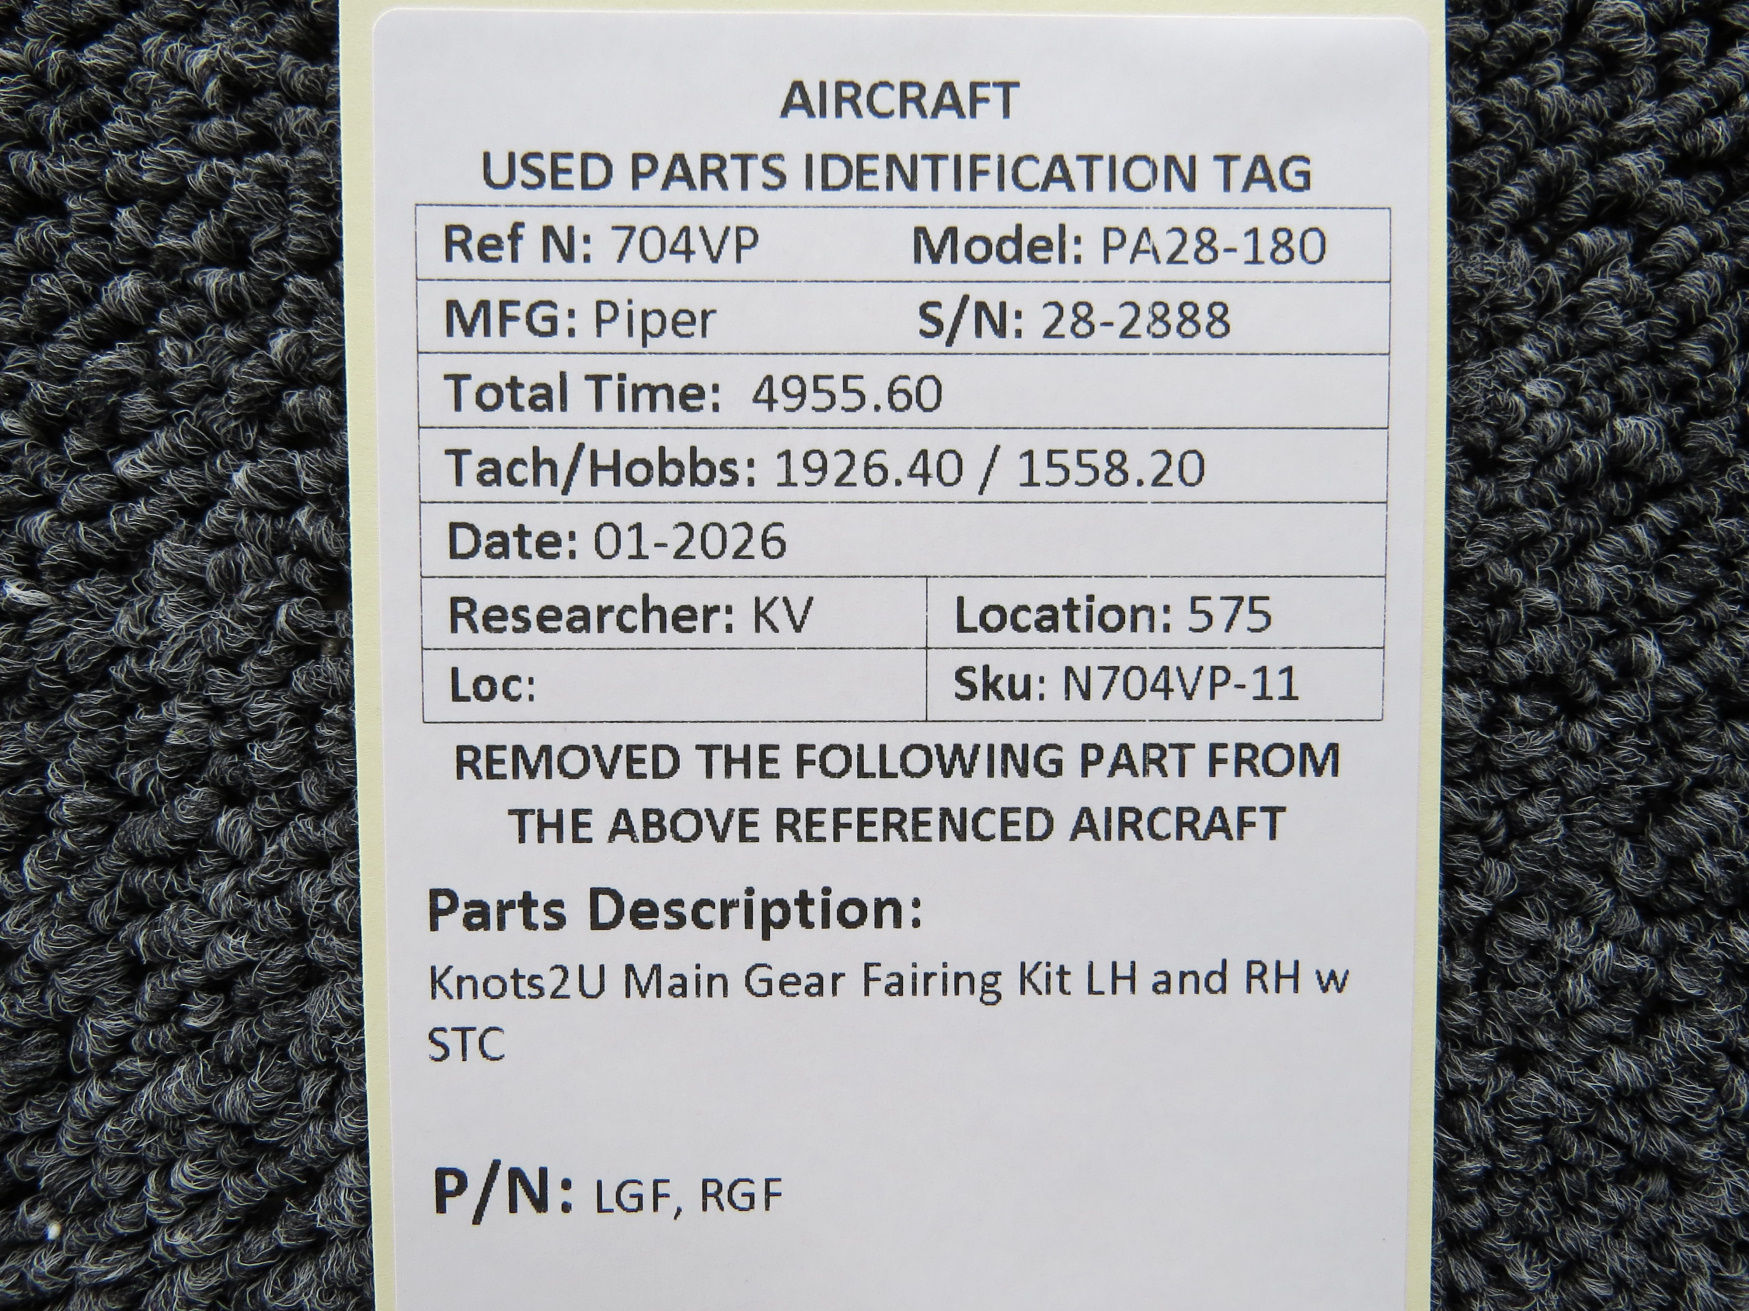 AIRCRAFT
USED PARTS IDENTIFICATION TAG
Ref N: 704VP Model: PA28-180
MFG: Piper S/N: 28-2888
Total Time: 4955.60
Tach/Hobbs: 1926.40 / 1558.20
Date: 01-2026
Researcher: KV Location: 575
Loc: Sku: N704VP-11
REMOVED THE FOLLOWING PART FROM
THE ABOVE REFERENCED AIRCRAFT
Parts Description:
Knots2U Main Gear Fairing Kit LH and RH w
STC
P/N: LGF, RGF